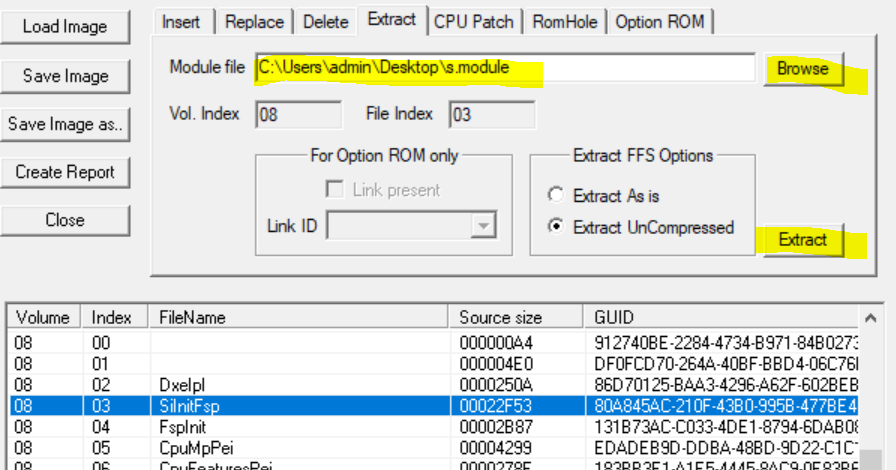 Load Image
Save Image
Save Image as..
Create Report
Close
Insert Replace Delete Extract CPU Patch RomHole Option ROM
Module file C:\Users\admin\Desktop\s.module Browse
Vol. Index 08 File Index 03
For Option ROM only
Link present
Link ID
Extract FFS Options
Extract As is
Extract UnCompressed
Extract
Volume Index FileName Source size GUID
08 00 000000A4 912740BE-2284-4734-B971-84B0273
08 01 000004E0 DF0FCD70-264A-40BF-BBD4-06C76
08 02 DxeIpl 0000250A 86D70125-BAA3-4296-A62F-602BEB
08 03 SiInitFsp 00022F53 80A845AC-210F-43B0-995B-477BE4
08 04 FspInit 00002B87 131B73AC-C033-4DE1-8794-6DAB08
08 05 CpuMpPei 00004299 EDADEB9D-DDBA-48BD-9D22-C1C
08 06 CpuFeaturesPei 0000278F